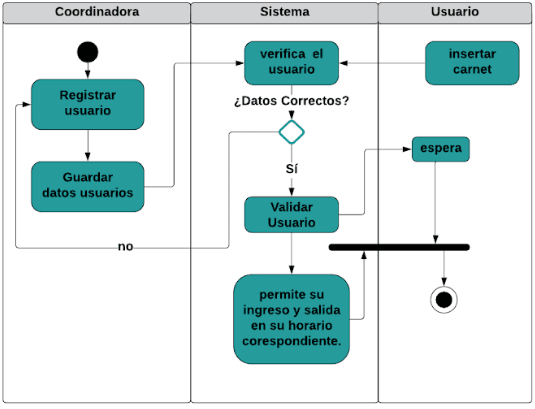 Coordinadora
Sistema
Usuario
verifica el
usuario
insertar
carnet
Registrar
usuario
¿Datos Correctos?
espera
Sí
Guardar
datos usuarios
Validar
Usuario
no
permite su
ingreso y salida
en su horario
corespondiente.